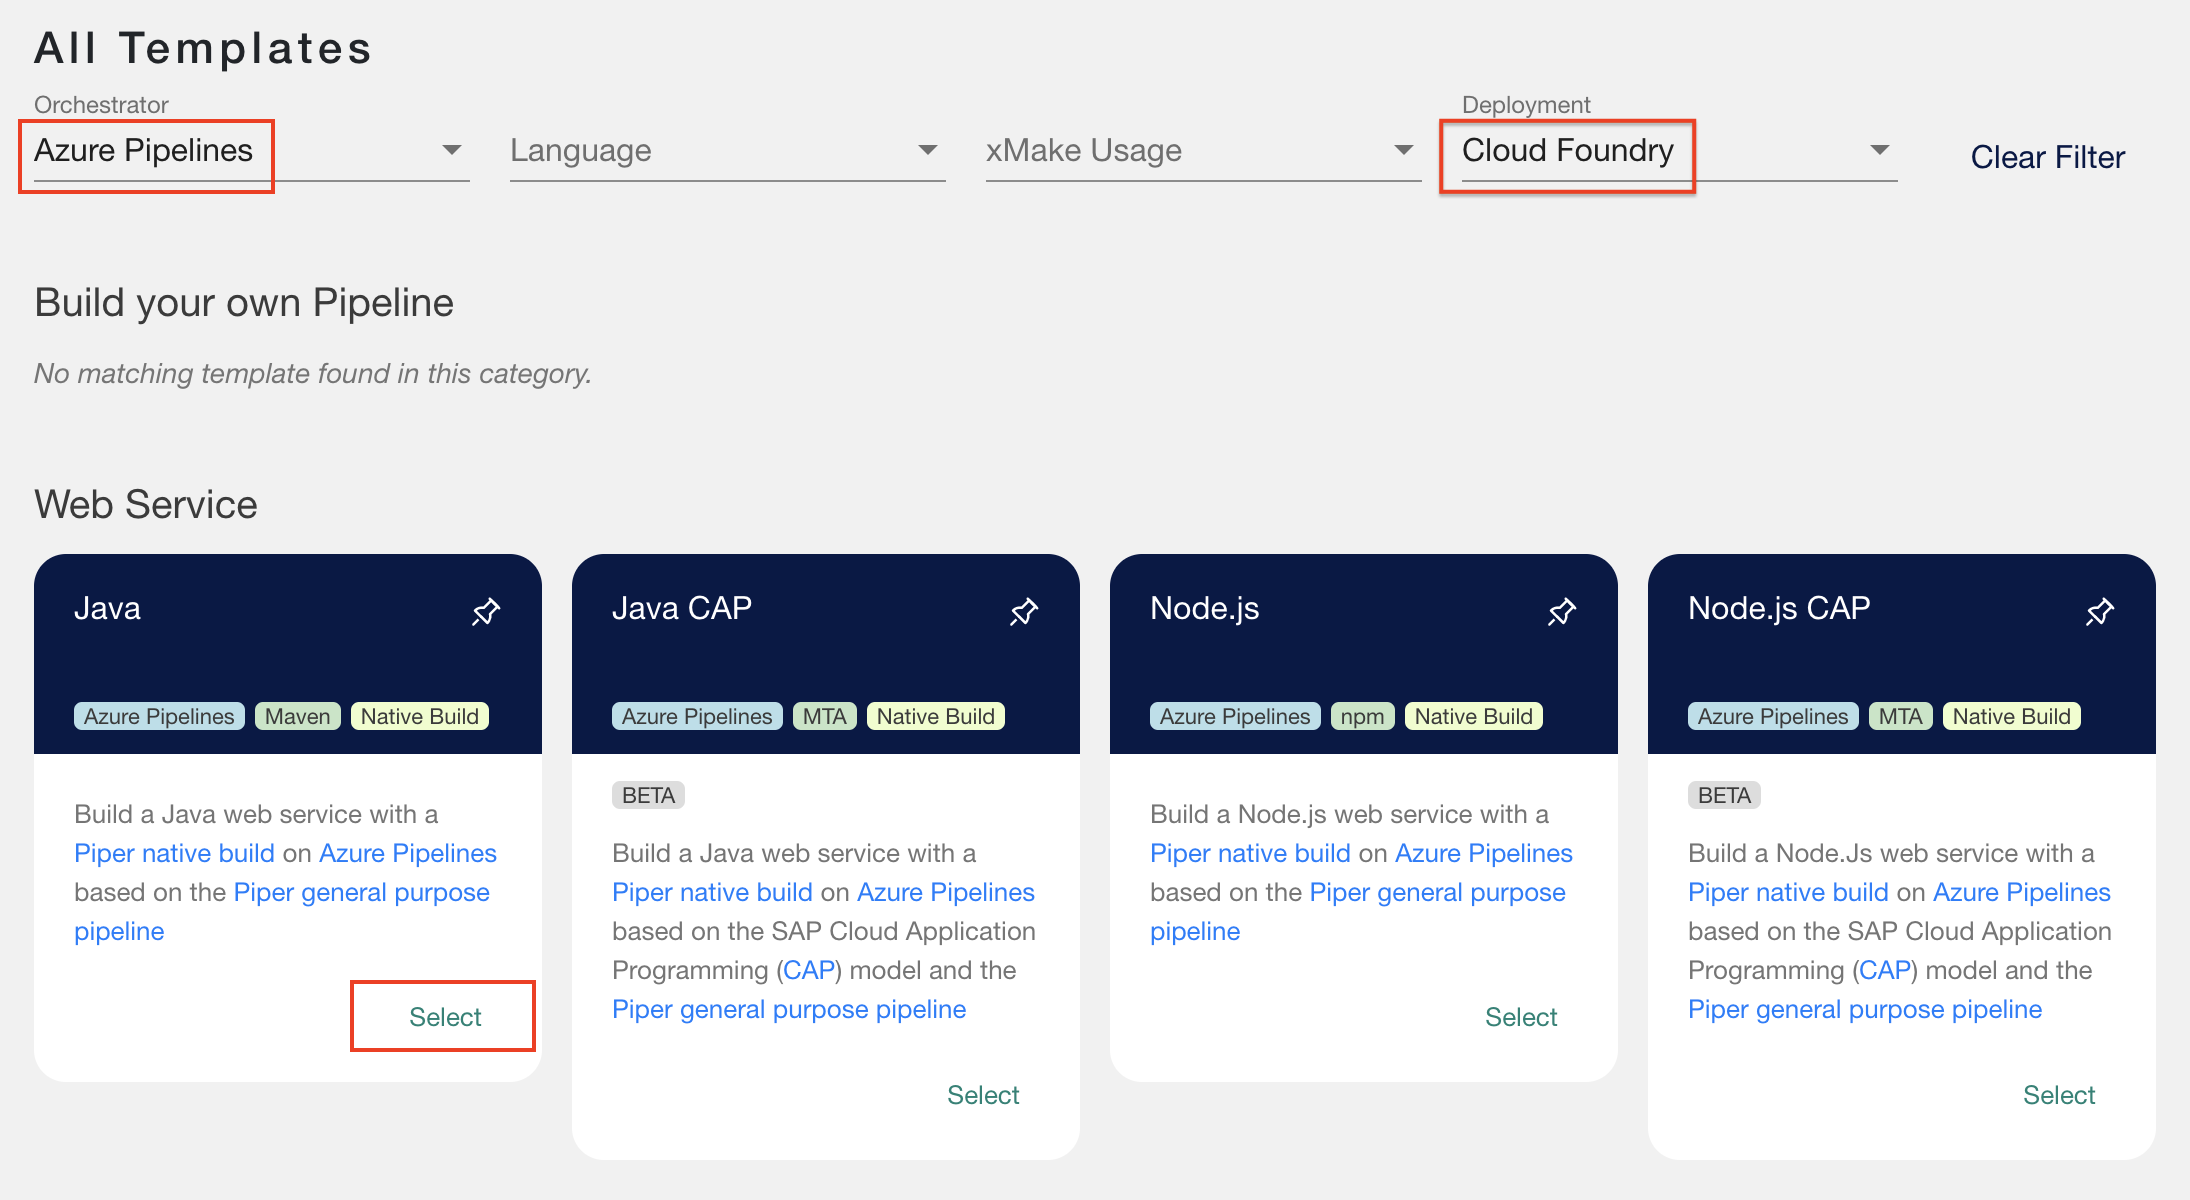 All Templates
Orchestrator
Azure Pipelines
Language
xMake Usage
Deployment
Cloud Foundry
Clear Filter
Build your own Pipeline
No matching template found in this category.
Web Service
Java
Azure Pipelines Maven Native Build
Build a Java web service with a
Piper native build on Azure Pipelines
based on the Piper general purpose
pipeline
Select
Java CAP
Azure Pipelines MTA Native Build
BETA
Build a Java web service with a
Piper native build on Azure Pipelines
based on the SAP Cloud Application
Programming (CAP) model and the
Piper general purpose pipeline
Select
Node.js
Azure Pipelines npm Native Build
Build a Node.js web service with a
Piper native build on Azure Pipelines
based on the Piper general purpose
pipeline
Select
Node.js CAP
Azure Pipelines MTA Native Build
BETA
Build a Node.Js web service with a
Piper native build on Azure Pipelines
based on the SAP Cloud Application
Programming (CAP) model and the
Piper general purpose pipeline
Select